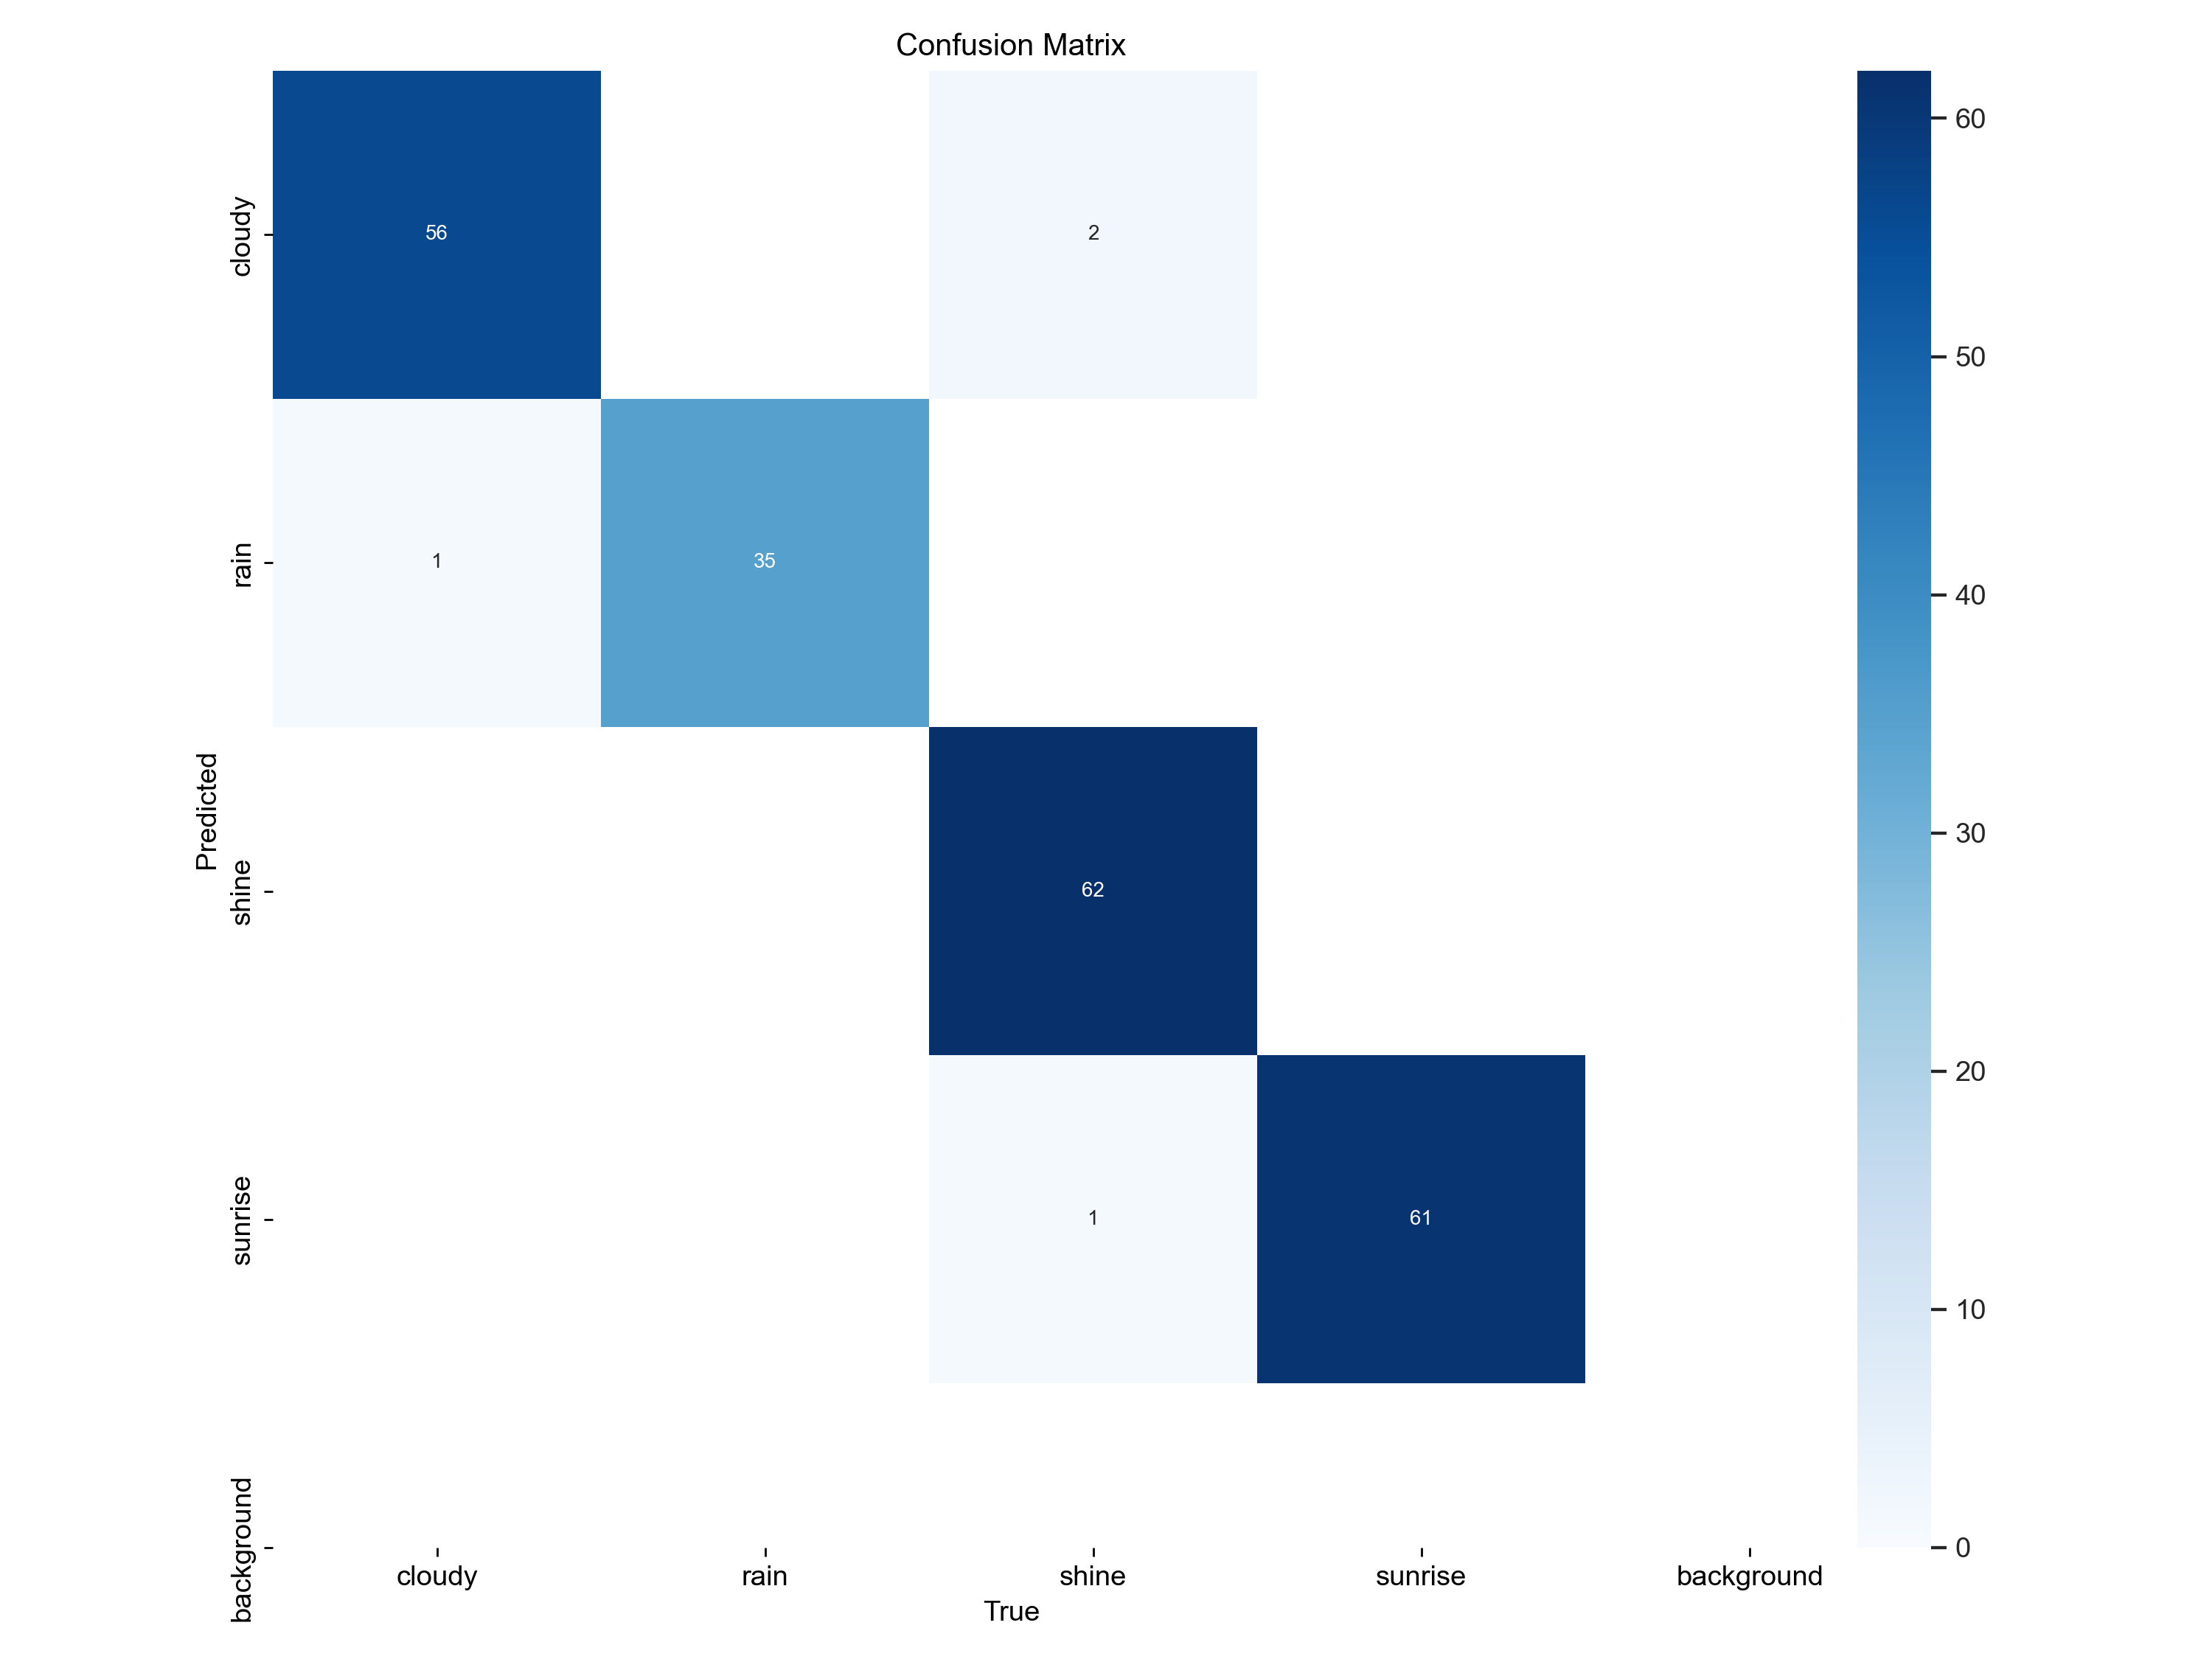 Confusion Matrix
cloudy
56
2
60
50
rain
1
35
40
Predicted
30
shine
62
20
sunrise
1
61
10
background
0
cloudy rain shine sunrise background
True